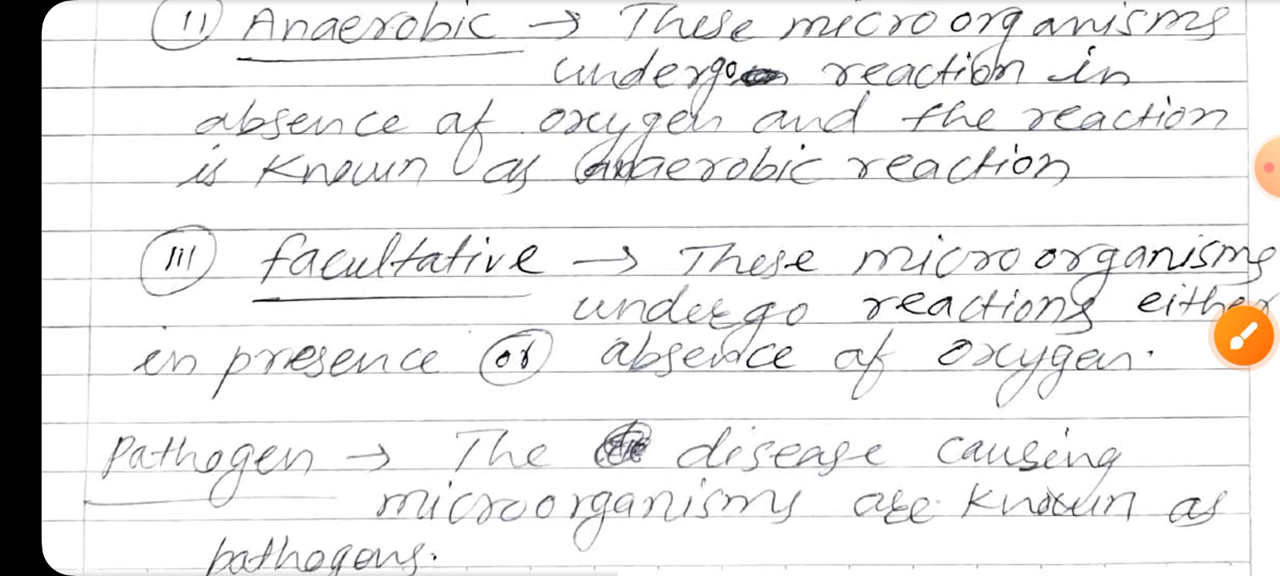 (ii) Anaerobic → These microorganisms
undergo reaction in
absence of oxygen and the reaction
is known as anaerobic reaction
(iii) facultative → These microorganisms
undergo reactions either
in presence (or) absence of oxygen.
Pathogen → The disease causing
microorganisms are known as
pathogens.